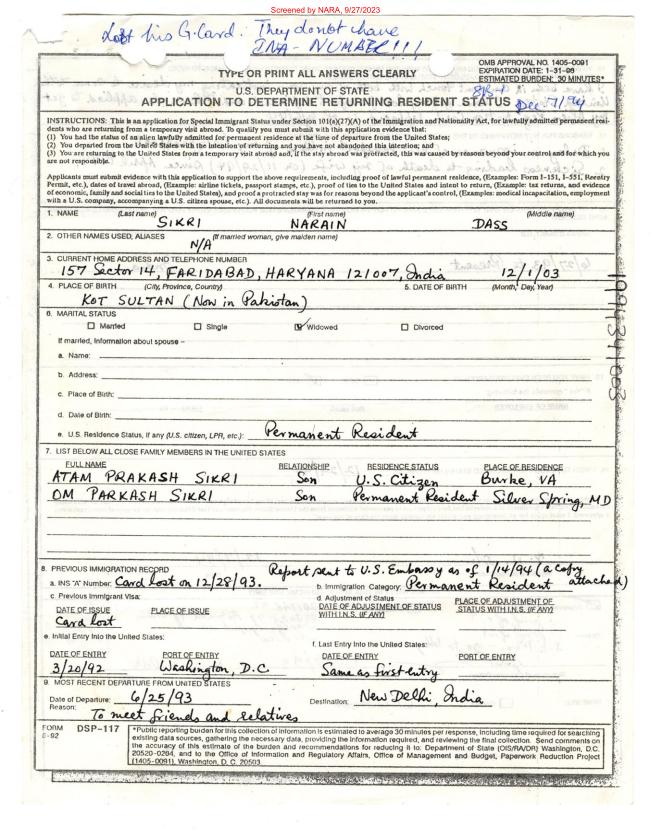 Screened by NARA, 9/27/2023
Lost his G.Card. They do not have
INA - NUMBER!!!
OMB APPROVAL NO. 1405-0091
EXPIRATION DATE: 1-31-96
ESTIMATED BURDEN: 30 MINUTES*
TYPE OR PRINT ALL ANSWERS CLEARLY
U.S. DEPARTMENT OF STATE
APPLICATION TO DETERMINE RETURNING RESIDENT STATUS
SB-1
Dec 7/94
INSTRUCTIONS: This is an application for Special Immigrant Status under Section 101(a)(27)(A) of the Immigration and Nationality Act, for lawfully admitted permanent residents who are returning from a temporary visit abroad. To qualify you must submit with this application evidence that:
(1) You had the status of an alien lawfully admitted for permanent residence at the time of departure from the United States;
(2) You departed from the United States with the intention of returning and you have not abandoned this intention; and
(3) You are returning to the United States from a temporary visit abroad and, if the stay abroad was protracted, this was caused by reasons beyond your control and for which you are not responsible.
Applicants must submit evidence with this application to support the above requirements, including proof of lawful permanent residence, (Example: Form 1-151, 1-551, Reentry Permit, etc.), dates of travel abroad, (Example: airline tickets, passport stamps, etc.), proof of ties to the United States and intent to return, (Example: tax returns, and evidence of economic, family and social ties to the United States), and proof a protracted stay was for reasons beyond the applicant's control, (Examples: medical incapacitation, employment with a U.S. company, accompanying a U.S. citizen spouse, etc.). All documents will be returned to you.
1. NAME (Last name) (First name) (Middle name)
SIKRI NARAIN DASS
2. OTHER NAMES USED, ALIASES (If married woman, give maiden name)
N/A
3. CURRENT HOME ADDRESS AND TELEPHONE NUMBER
157 Sector 14, FARIDABAD, HARYANA 121007, India 12/1/03
4. PLACE OF BIRTH (City, Province, Country) 5. DATE OF BIRTH (Month, Day, Year)
KOT SULTAN (Now in Pakistan)
6. MARITAL STATUS
Married Single Widowed Divorced
If married, information about spouse –
a. Name:
b. Address:
c. Place of Birth:
d. Date of Birth:
e. U.S. Residence Status, if any (U.S. citizen, LPR, etc.): Permanent Resident
7. LIST BELOW ALL CLOSE FAMILY MEMBERS IN THE UNITED STATES
FULL NAME RELATIONSHIP RESIDENCE STATUS PLACE OF RESIDENCE
ATAM PRAKASH SIKRI Son U.S. Citizen Burke, VA
OM PARKASH SIKRI Son Permanent Resident Silver Spring, MD
8. PREVIOUS IMMIGRATION RECORD Report sent to U.S. Embassy as of 1/14/94 (a copy attached)
a. INS "A" Number: Card lost on 12/28/93. b. Immigration Category: Permanent Resident
c. Previous Immigration Visa: d. Adjustment of Status
DATE OF ISSUE PLACE OF ISSUE DATE OF ADJUSTMENT OF STATUS WITH I.N.S. (IF ANY) PLACE OF ADJUSTMENT OF STATUS WITH I.N.S. (IF ANY)
Card lost
e. Initial Entry Into the United States: f. Last Entry Into the United States:
DATE OF ENTRY PORT OF ENTRY DATE OF ENTRY PORT OF ENTRY
3/20/92 Washington, D.C. Same as first entry
9. MOST RECENT DEPARTURE FROM UNITED STATES
Date of Departure: 6/25/93 Destination: New Delhi, India
Reason: To meet friends and relatives
FORM DSP-117
*Public reporting burden for this collection of information is estimated to average 30 minutes per response, including time required for searching existing data sources, gathering the necessary data, providing the information required, and reviewing the final collection. Send comments on the accuracy of this estimate of the burden and recommendations for reducing it to: Department of State (OIS/RA/DR) Washington, D.C. 20520-0264, and to the Office of Information and Regulatory Affairs, Office of Management and Budget, Paperwork Reduction Project (1405-0091), Washington, D.C. 20503.